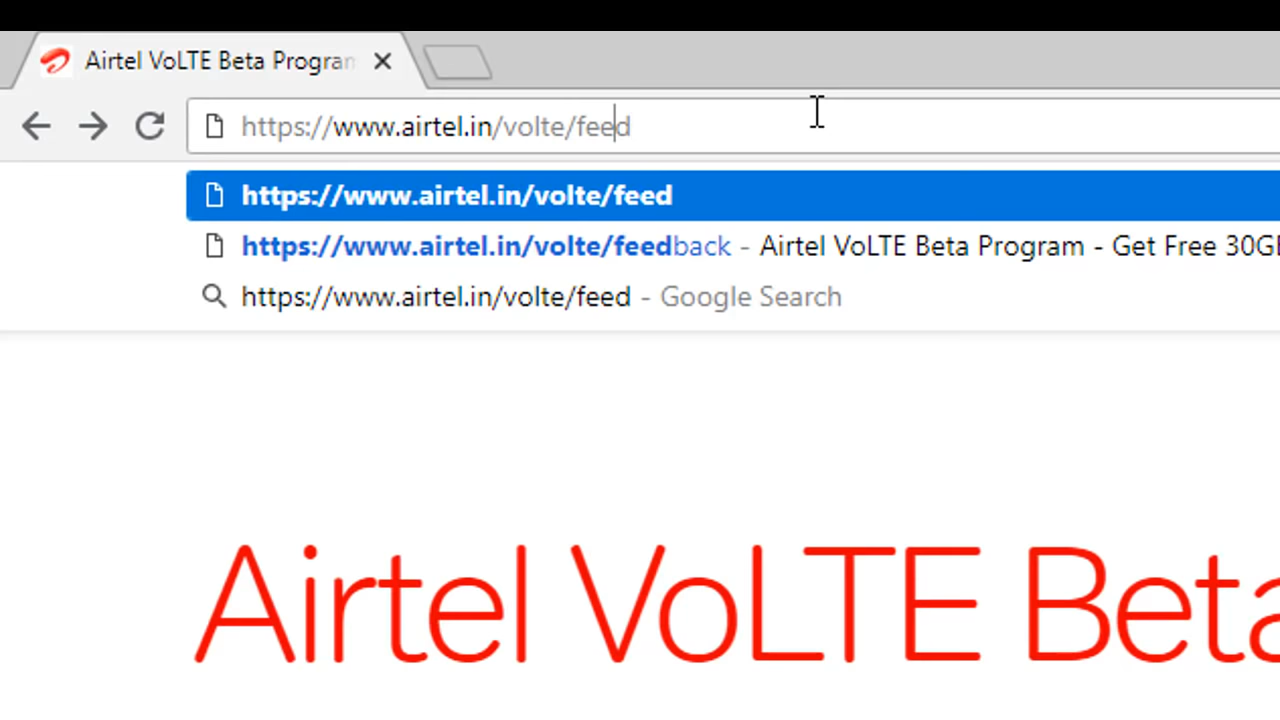 Airtel VoLTE Beta Program
https://www.airtel.in/volte/feed
https://www.airtel.in/volte/feed
https://www.airtel.in/volte/feedback - Airtel VoLTE Beta Program - Get Free 30GB
https://www.airtel.in/volte/feed - Google Search
Airtel VoLTE Beta